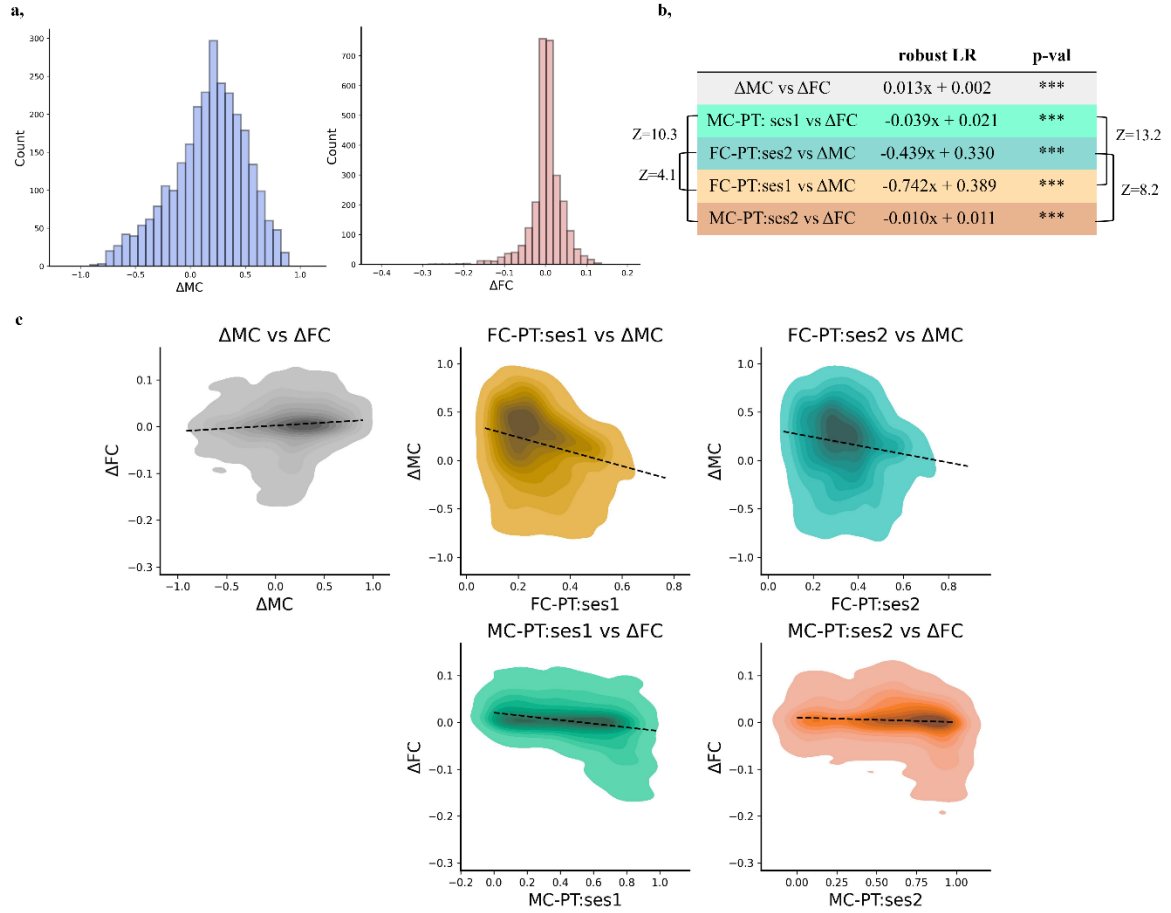 a,
300
250
200
150
100
50
0
Count
−1.0 −0.5 0.0 0.5 1.0
ΔMC
700
600
500
400
300
200
100
0
Count
−0.4 −0.3 −0.2 −0.1 0.0 0.1 0.2
ΔFC
b,
robust LR p-val
ΔMC vs ΔFC 0.013x + 0.002 ***
MC-PT: ses1 vs ΔFC -0.039x + 0.021 ***
FC-PT:ses2 vs ΔMC -0.439x + 0.330 ***
FC-PT:ses1 vs ΔMC -0.742x + 0.389 ***
MC-PT:ses2 vs ΔFC -0.010x + 0.011 ***
Z=10.3
Z=4.1
Z=13.2
Z=8.2
c
ΔMC vs ΔFC
0.1
0.0
−0.1
−0.2
−0.3
ΔFC
−1.0 −0.5 0.0 0.5 1.0
ΔMC
FC-PT:ses1 vs ΔMC
1.0
0.5
0.0
−0.5
−1.0
ΔMC
0.0 0.2 0.4 0.6 0.8
FC-PT:ses1
FC-PT:ses2 vs ΔMC
1.0
0.5
0.0
−0.5
−1.0
ΔMC
0.0 0.2 0.4 0.6 0.8
FC-PT:ses2
MC-PT:ses1 vs ΔFC
0.1
0.0
−0.1
−0.2
−0.3
ΔFC
−0.2 0.0 0.2 0.4 0.6 0.8 1.0
MC-PT:ses1
MC-PT:ses2 vs ΔFC
0.1
0.0
−0.1
−0.2
−0.3
ΔFC
0.00 0.25 0.50 0.75 1.00
MC-PT:ses2